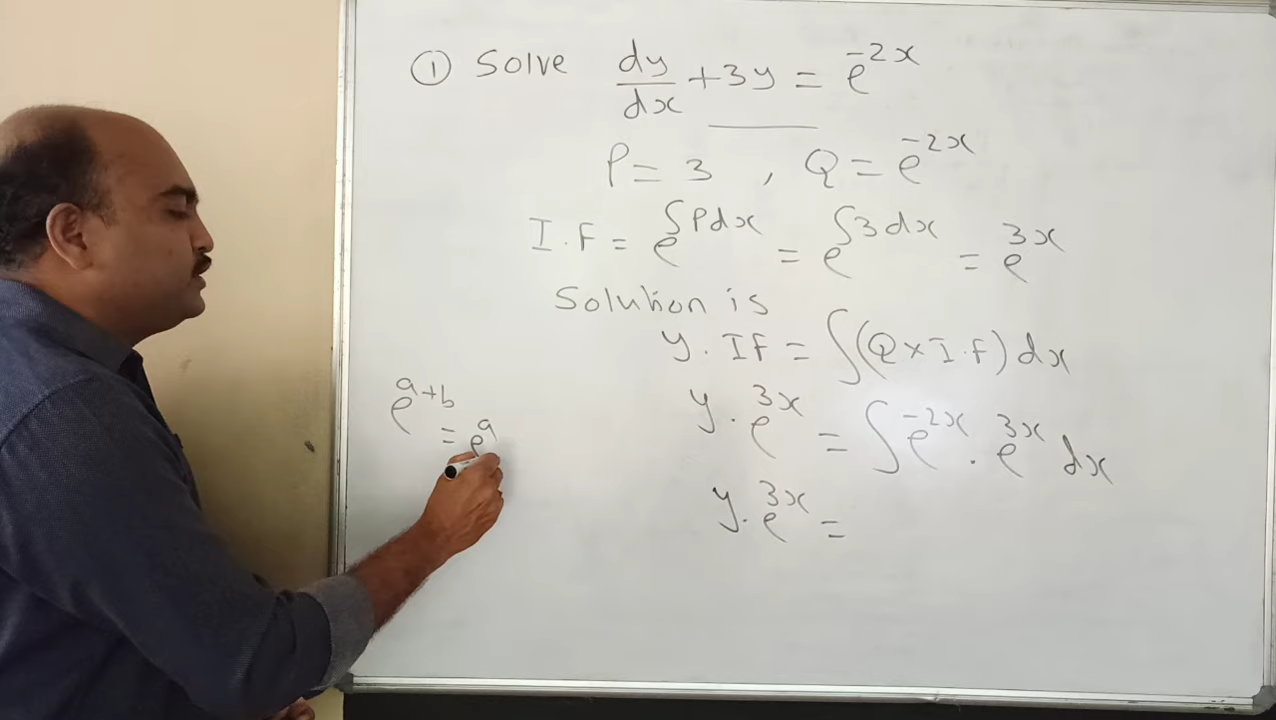 ① Solve dy/dx + 3y = e^{-2x}
P = 3 , Q = e^{-2x}
I.F = e^{∫Pdx} = e^{∫3dx} = e^{3x}
Solution is
y. IF = ∫(Q×I.F) dx
y. e^{3x} = ∫e^{-2x} . e^{3x} dx
y. e^{3x} =
e^{a+b}
= e^{a}